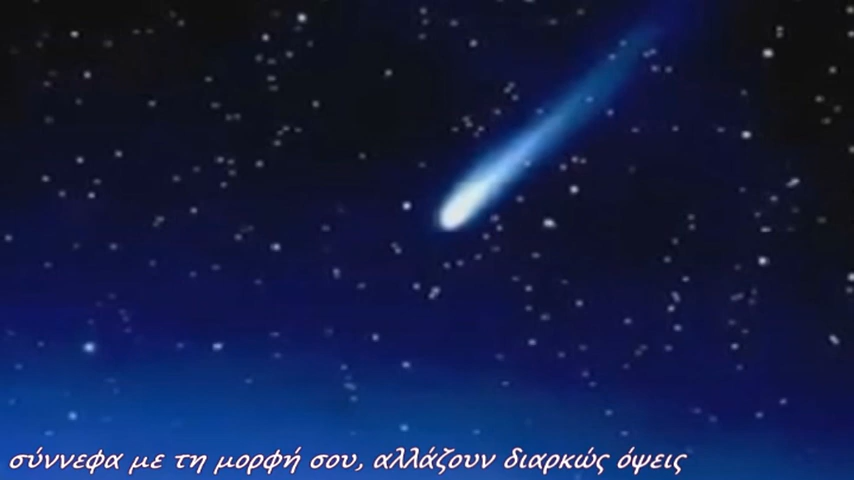 σύννεφα με τη μορφή σου, αλλάζουν διαρκώς όψεις